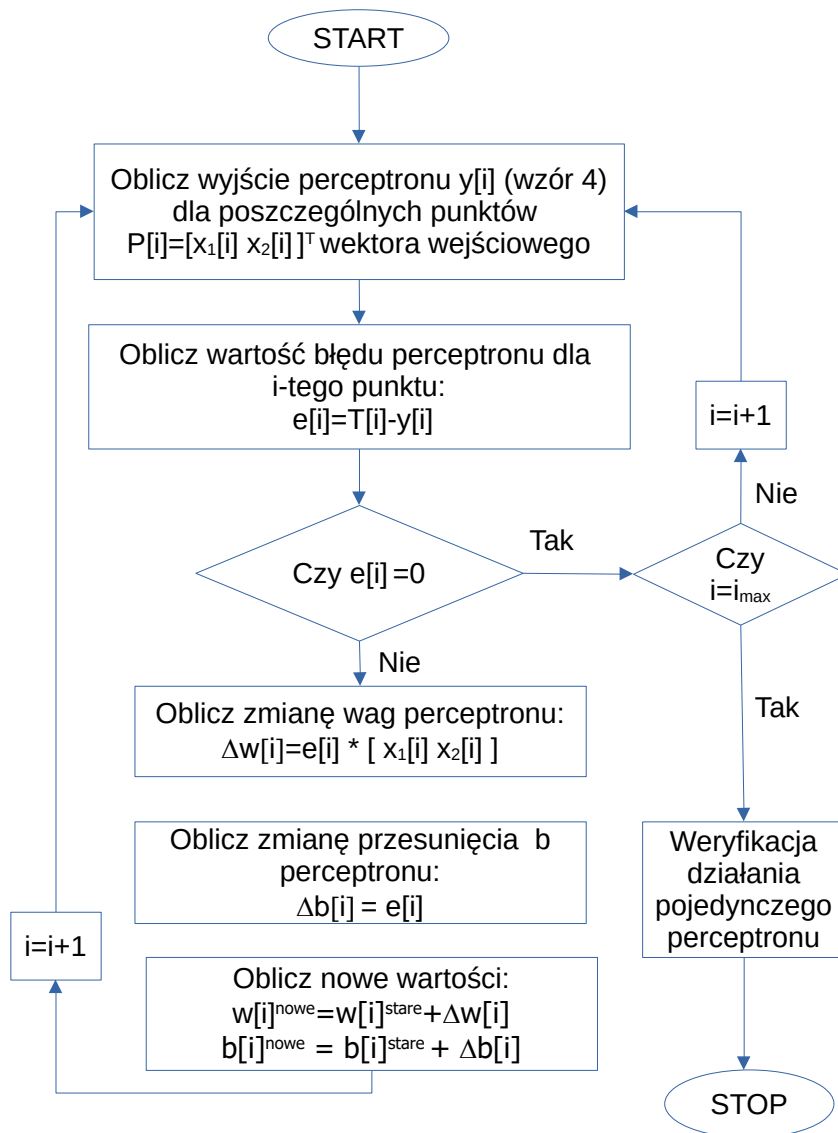 START
Oblicz wyjście perceptronu y[i] (wzór 4)
dla poszczególnych punktów
P[i]=[x₁[i] x₂[i] ]ᵀ wektora wejściowego
Oblicz wartość błędu perceptronu dla
i-tego punktu:
e[i]=T[i]-y[i]
i=i+1
Nie
Czy e[i] =0
Tak
Czy
i=iₘₐₓ
Nie
Oblicz zmianę wag perceptronu:
Δw[i]=e[i] * [ x₁[i] x₂[i] ]
Tak
Oblicz zmianę przesunięcia b
perceptronu:
Δb[i] = e[i]
Weryfikacja
działania
pojedynczego
perceptronu
i=i+1
Oblicz nowe wartości:
w[i]ⁿᵒʷᵉ=w[i]ˢᵗᵃʳᵉ+Δw[i]
b[i]ⁿᵒʷᵉ = b[i]ˢᵗᵃʳᵉ + Δb[i]
STOP